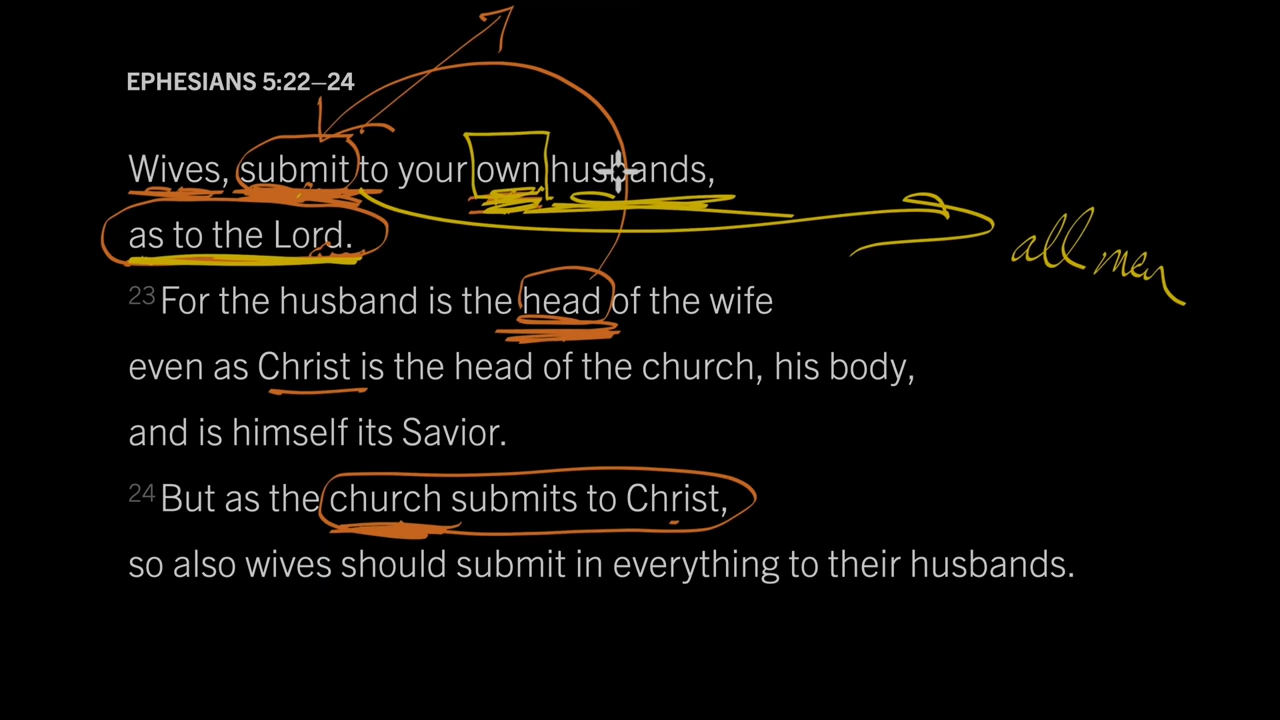 EPHESIANS 5:22–24
Wives, submit to your own husbands,
as to the Lord.
all men
23 For the husband is the head of the wife
even as Christ is the head of the church, his body,
and is himself its Savior.
24 But as the church submits to Christ,
so also wives should submit in everything to their husbands.